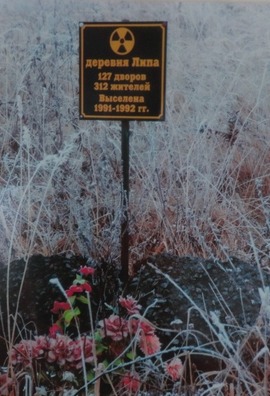 деревня Липа
127 дворов
312 жителей
Выселена
1991-1992 гг.